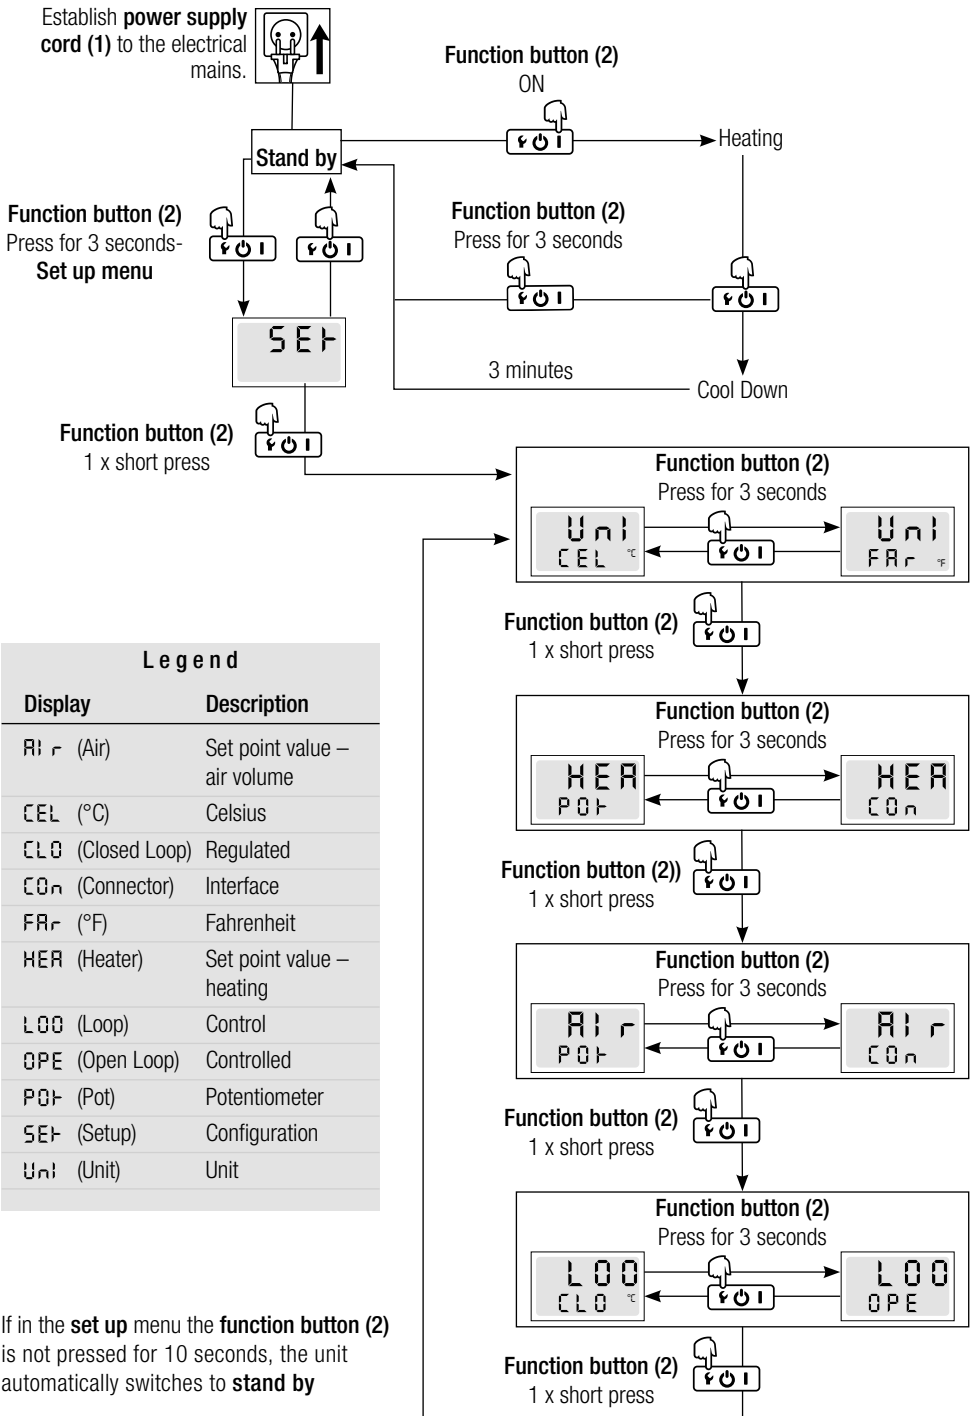 Establish power supply
cord (1) to the electrical
mains.
Function button (2)
ON
Heating
Stand by
Function button (2)
Press for 3 seconds-
Set up menu
Function button (2)
Press for 3 seconds
SEt
3 minutes
Cool Down
Function button (2)
1 x short press
Function button (2)
Press for 3 seconds
UnI
CEL °C
UnI
FAr °F
Function button (2)
1 x short press
Function button (2)
Press for 3 seconds
HEA
POt
HEA
COn
Function button (2))
1 x short press
Function button (2)
Press for 3 seconds
AIr
POt
AIr
COn
Function button (2)
1 x short press
Function button (2)
Press for 3 seconds
LOO
CLO °C
LOO
OPE
Function button (2)
1 x short press
Legend
Display Description
AIr (Air) Set point value –
air volume
CEL (°C) Celsius
CLO (Closed Loop) Regulated
COn (Connector) Interface
FAr (°F) Fahrenheit
HEA (Heater) Set point value –
heating
LOO (Loop) Control
OPE (Open Loop) Controlled
POt (Pot) Potentiometer
SEt (Setup) Configuration
UnI (Unit) Unit
If in the set up menu the function button (2)
is not pressed for 10 seconds, the unit
automatically switches to stand by